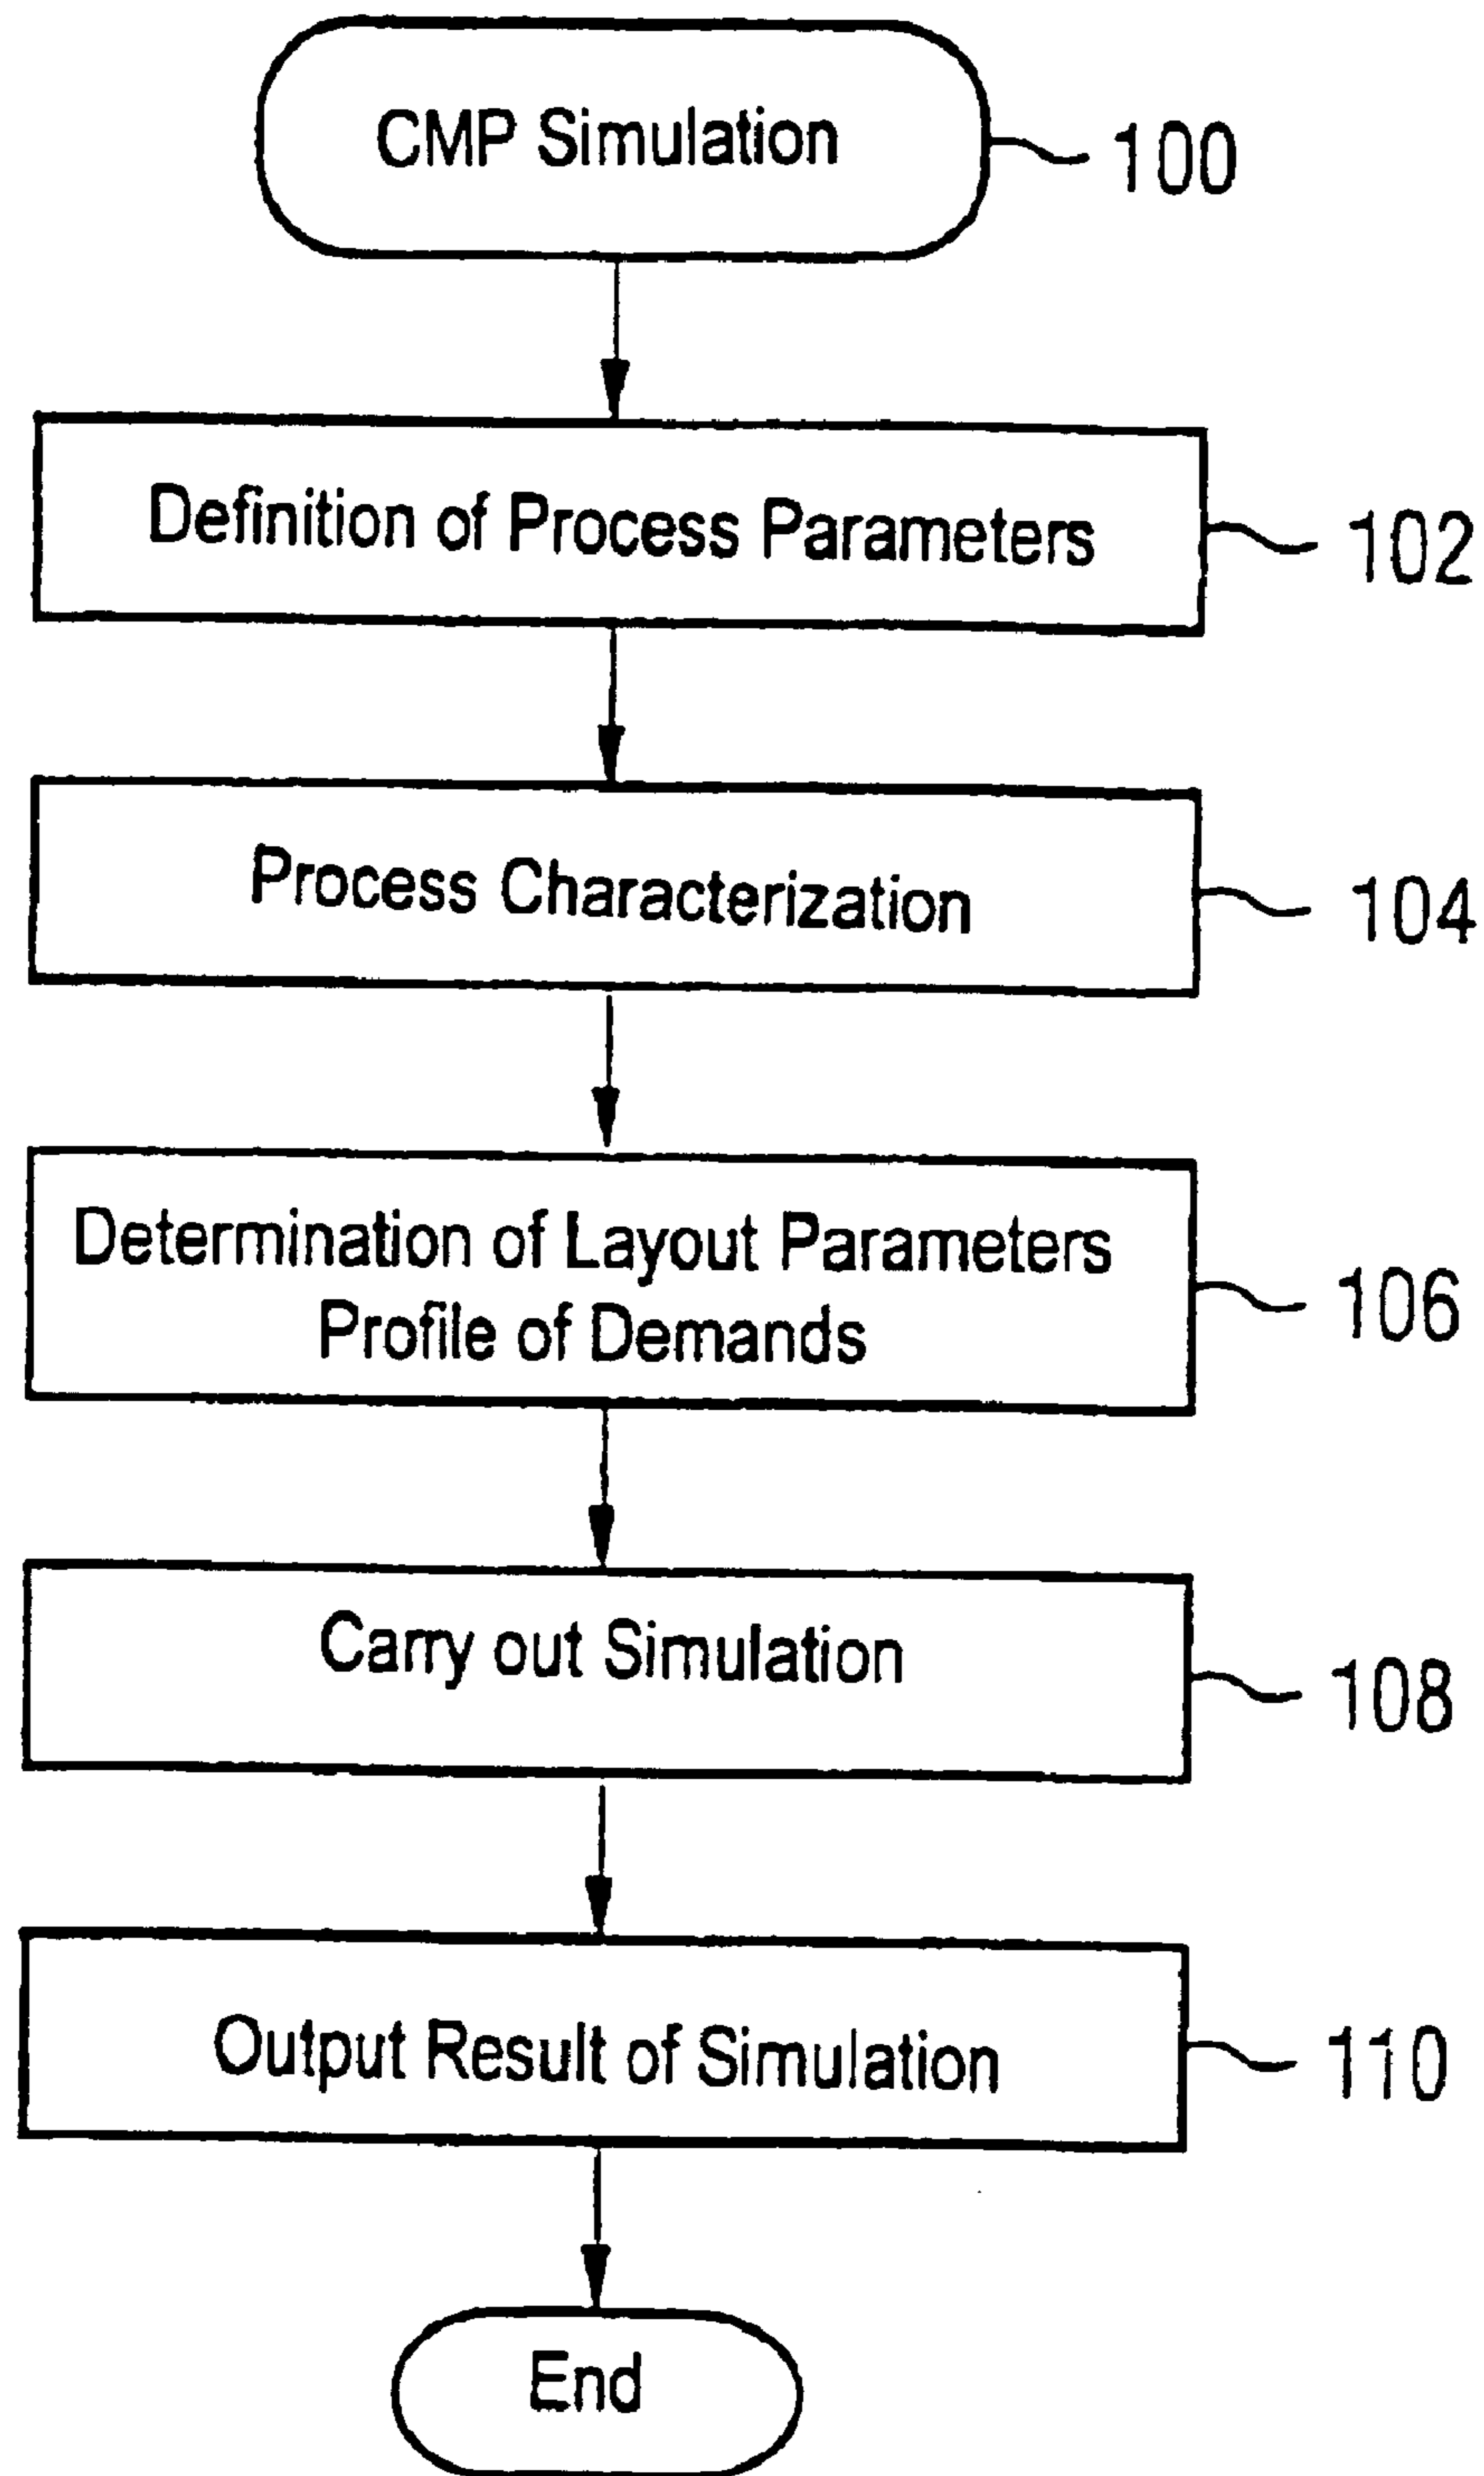 CMP Simulation
100
Definition of Process Parameters
102
Process Characterization
104
Determination of Layout Parameters
Profile of Demands
106
Carry out Simulation
108
Output Result of Simulation
110
End